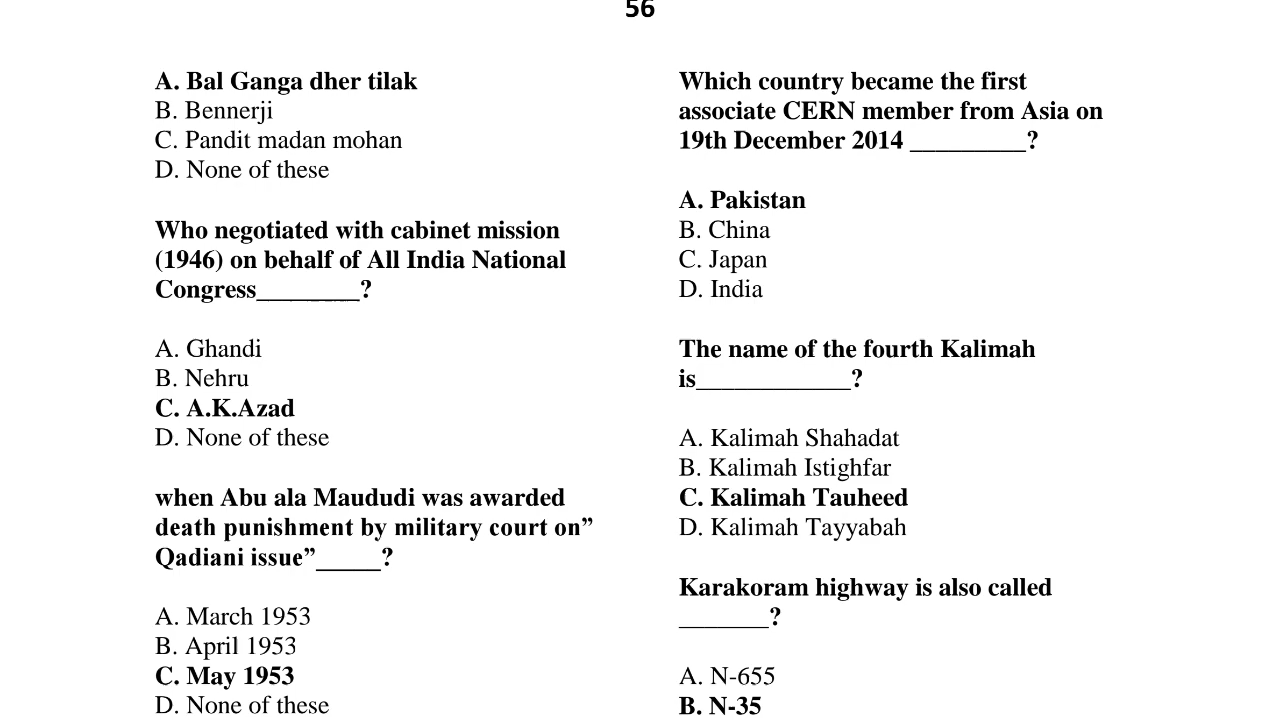 56
A. Bal Ganga dher tilak
B. Bennerji
C. Pandit madan mohan
D. None of these
Who negotiated with cabinet mission
(1946) on behalf of All India National
Congress________?
A. Ghandi
B. Nehru
C. A.K.Azad
D. None of these
when Abu ala Maududi was awarded
death punishment by military court on”
Qadiani issue”_____?
A. March 1953
B. April 1953
C. May 1953
D. None of these
Which country became the first
associate CERN member from Asia on
19th December 2014 _________?
A. Pakistan
B. China
C. Japan
D. India
The name of the fourth Kalimah
is____________?
A. Kalimah Shahadat
B. Kalimah Istighfar
C. Kalimah Tauheed
D. Kalimah Tayyabah
Karakoram highway is also called
_______?
A. N-655
B. N-35